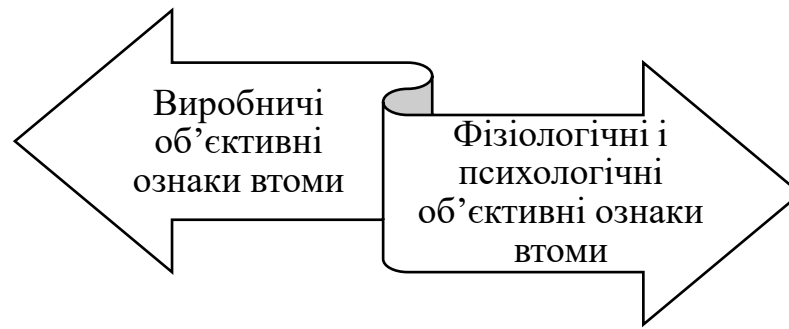 Виробничі
об’єктивні
ознаки втоми
Фізіологічні і
психологічні
об’єктивні ознаки
втоми